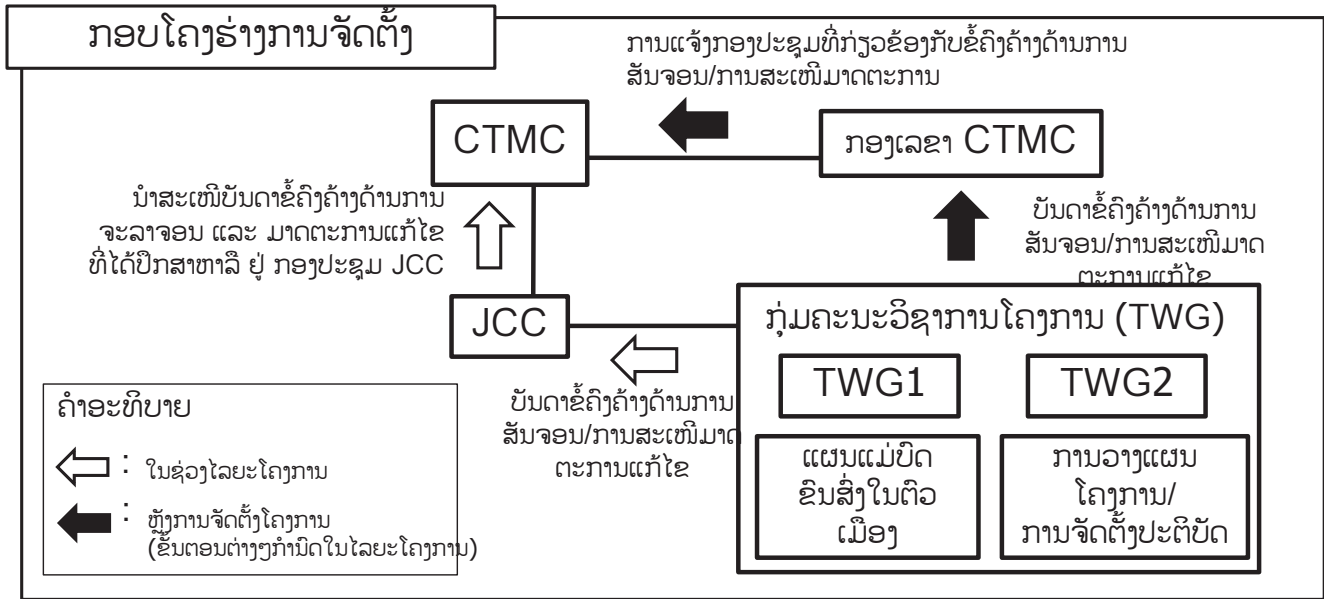 ກອບໂຄງຮ່າງການຈັດຕັ້ງ
ການແຈ້ງກອງປະຊຸມທີ່ກ່ຽວຂ້ອງກັບຂໍ້ຄົງຄ້າງດ້ານການ
ສັນຈອນ/ການສະເໜີມາດຕະການ
CTMC
ກອງເລຂາ CTMC
ນຳສະເໜີບັນດາຂໍ້ຄົງຄ້າງດ້ານການ
ຈະລາຈອນ ແລະ ມາດຕະການແກ້ໄຂ
ທີ່ໄດ້ປຶກສາຫາລື ຢູ່ ກອງປະຊຸມ JCC
ບັນດາຂໍ້ຄົງຄ້າງດ້ານການ
ສັນຈອນ/ການສະເໜີມາດ
ຕະການແກ້ໄຂ
JCC
ກຸ່ມຄະນະວິຊາການໂຄງການ (TWG)
TWG1
TWG2
ບັນດາຂໍ້ຄົງຄ້າງດ້ານການ
ສັນຈອນ/ການສະເໜີມາດ
ຕະການແກ້ໄຂ
ແຜນແມ່ບົດ
ຂົນສົ່ງໃນຕົວ
ເມືອງ
ການວາງແຜນ
ໂຄງການ/
ການຈັດຕັ້ງປະຕິບັດ
ຄຳອະທິບາຍ
: ໃນຊ່ວງໄລຍະໂຄງການ
: ຫຼັງການຈັດຕັ້ງໂຄງການ
(ຂັ້ນຕອນຕ່າງໆກຳນົດໃນໄລຍະໂຄງການ)